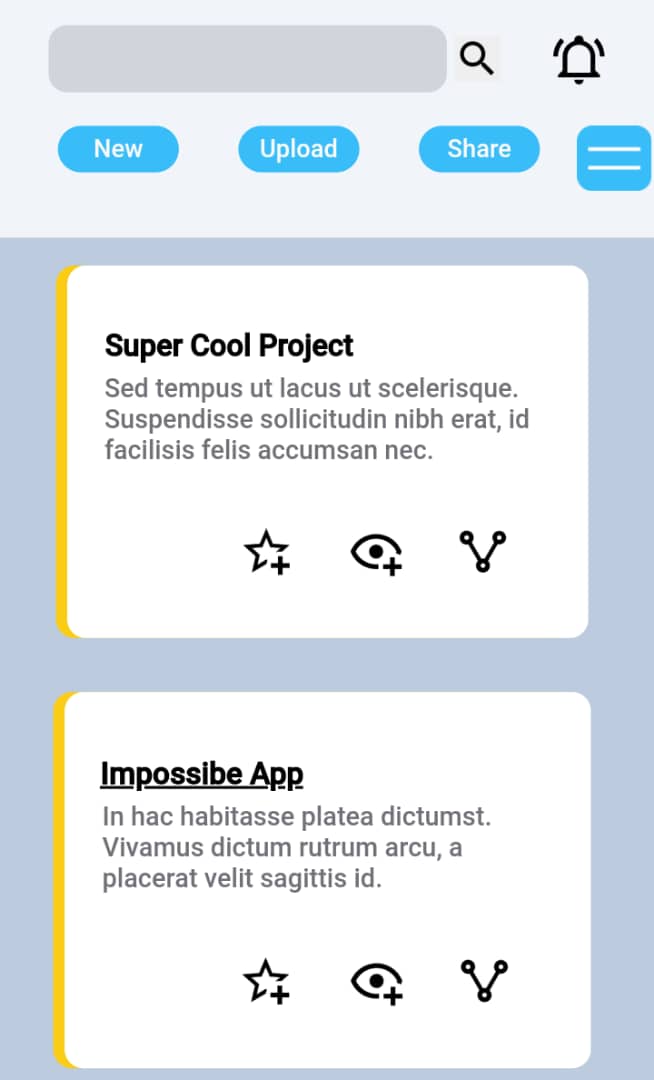 New
Upload
Share
Super Cool Project
Sed tempus ut lacus ut scelerisque.
Suspendisse sollicitudin nibh erat, id
facilisis felis accumsan nec.
Impossibe App
In hac habitasse platea dictumst.
Vivamus dictum rutrum arcu, a
placerat velit sagittis id.